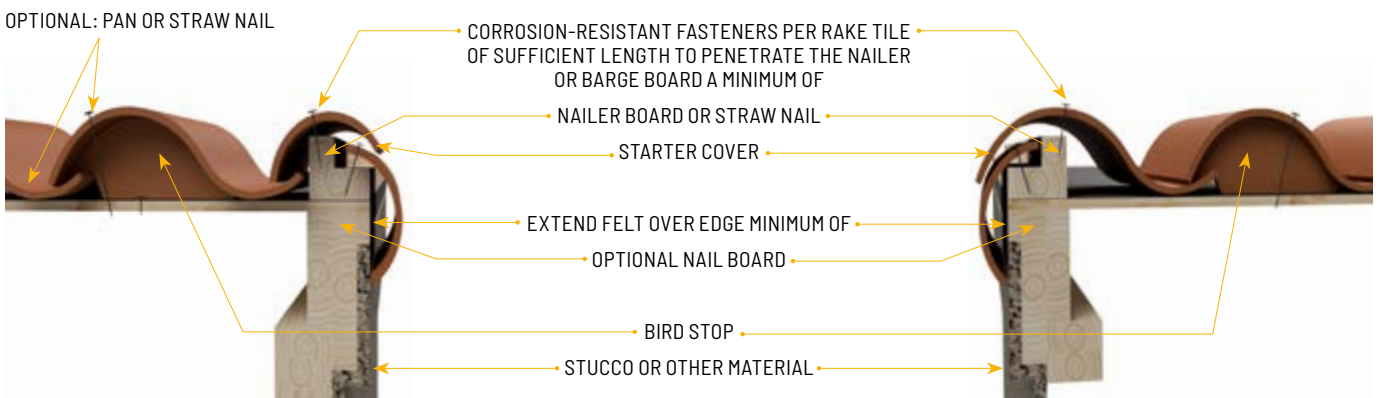 OPTIONAL: PAN OR STRAW NAIL
CORROSION-RESISTANT FASTENERS PER RAKE TILE
OF SUFFICIENT LENGTH TO PENETRATE THE NAILER
OR BARGE BOARD A MINIMUM OF
NAILER BOARD OR STRAW NAIL
STARTER COVER
EXTEND FELT OVER EDGE MINIMUM OF
OPTIONAL NAIL BOARD
BIRD STOP
STUCCO OR OTHER MATERIAL